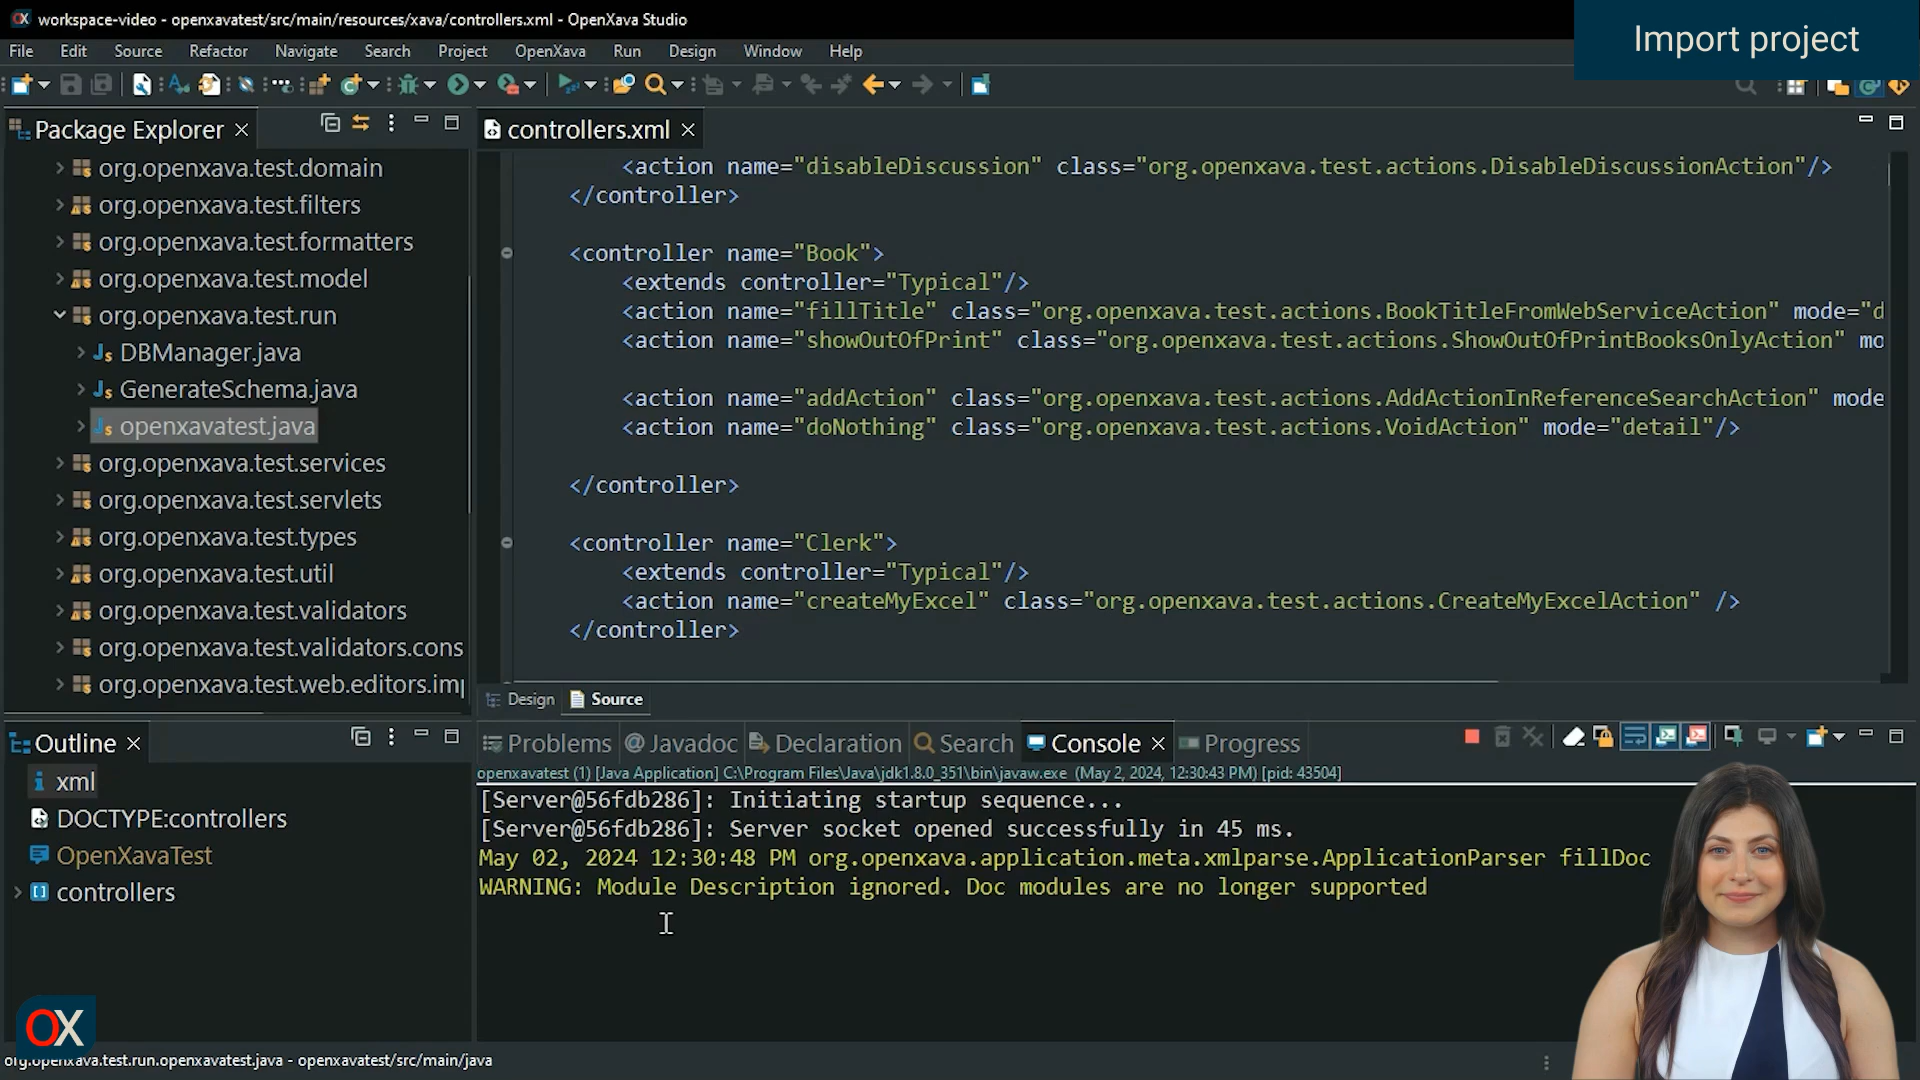 workspace-video - openxavatest/src/main/resources/xava/controllers.xml - OpenXava Studio
Import project
File Edit Source Refactor Navigate Search Project OpenXava Run Design Window Help
Package Explorer
org.openxava.test.domain
org.openxava.test.filters
org.openxava.test.formatters
org.openxava.test.model
org.openxava.test.run
DBManager.java
GenerateSchema.java
openxavatest.java
org.openxava.test.services
org.openxava.test.servlets
org.openxava.test.types
org.openxava.test.util
org.openxava.test.validators
org.openxava.test.validators.cons
org.openxava.test.web.editors.im
controllers.xml
<action name="disableDiscussion" class="org.openxava.test.actions.DisableDiscussionAction"/>
</controller>
<controller name="Book">
<extends controller="Typical"/>
<action name="fillTitle" class="org.openxava.test.actions.BookTitleFromWebServiceAction" mode="d
<action name="showOutOfPrint" class="org.openxava.test.actions.ShowOutOfPrintBooksOnlyAction" mo
<action name="addAction" class="org.openxava.test.actions.AddActionInReferenceSearchAction" mode
<action name="doNothing" class="org.openxava.test.actions.VoidAction" mode="detail"/>
</controller>
<controller name="Clerk">
<extends controller="Typical"/>
<action name="createMyExcel" class="org.openxava.test.actions.CreateMyExcelAction" />
</controller>
Design Source
Outline
xml
DOCTYPE:controllers
OpenXavaTest
controllers
Problems Javadoc Declaration Search Console Progress
openxavatest (1) [Java Application] C:\Program Files\Java\jdk1.8.0_351\bin\javaw.exe (May 2, 2024, 12:30:43 PM) [pid: 43504]
[Server@56fdb286]: Initiating startup sequence...
[Server@56fdb286]: Server socket opened successfully in 45 ms.
May 02, 2024 12:30:48 PM org.openxava.application.meta.xmlparse.ApplicationParser fillDoc
WARNING: Module Description ignored. Doc modules are no longer supported
OX
org.openxava.test.run.openxavatest.java - openxavatest/src/main/java